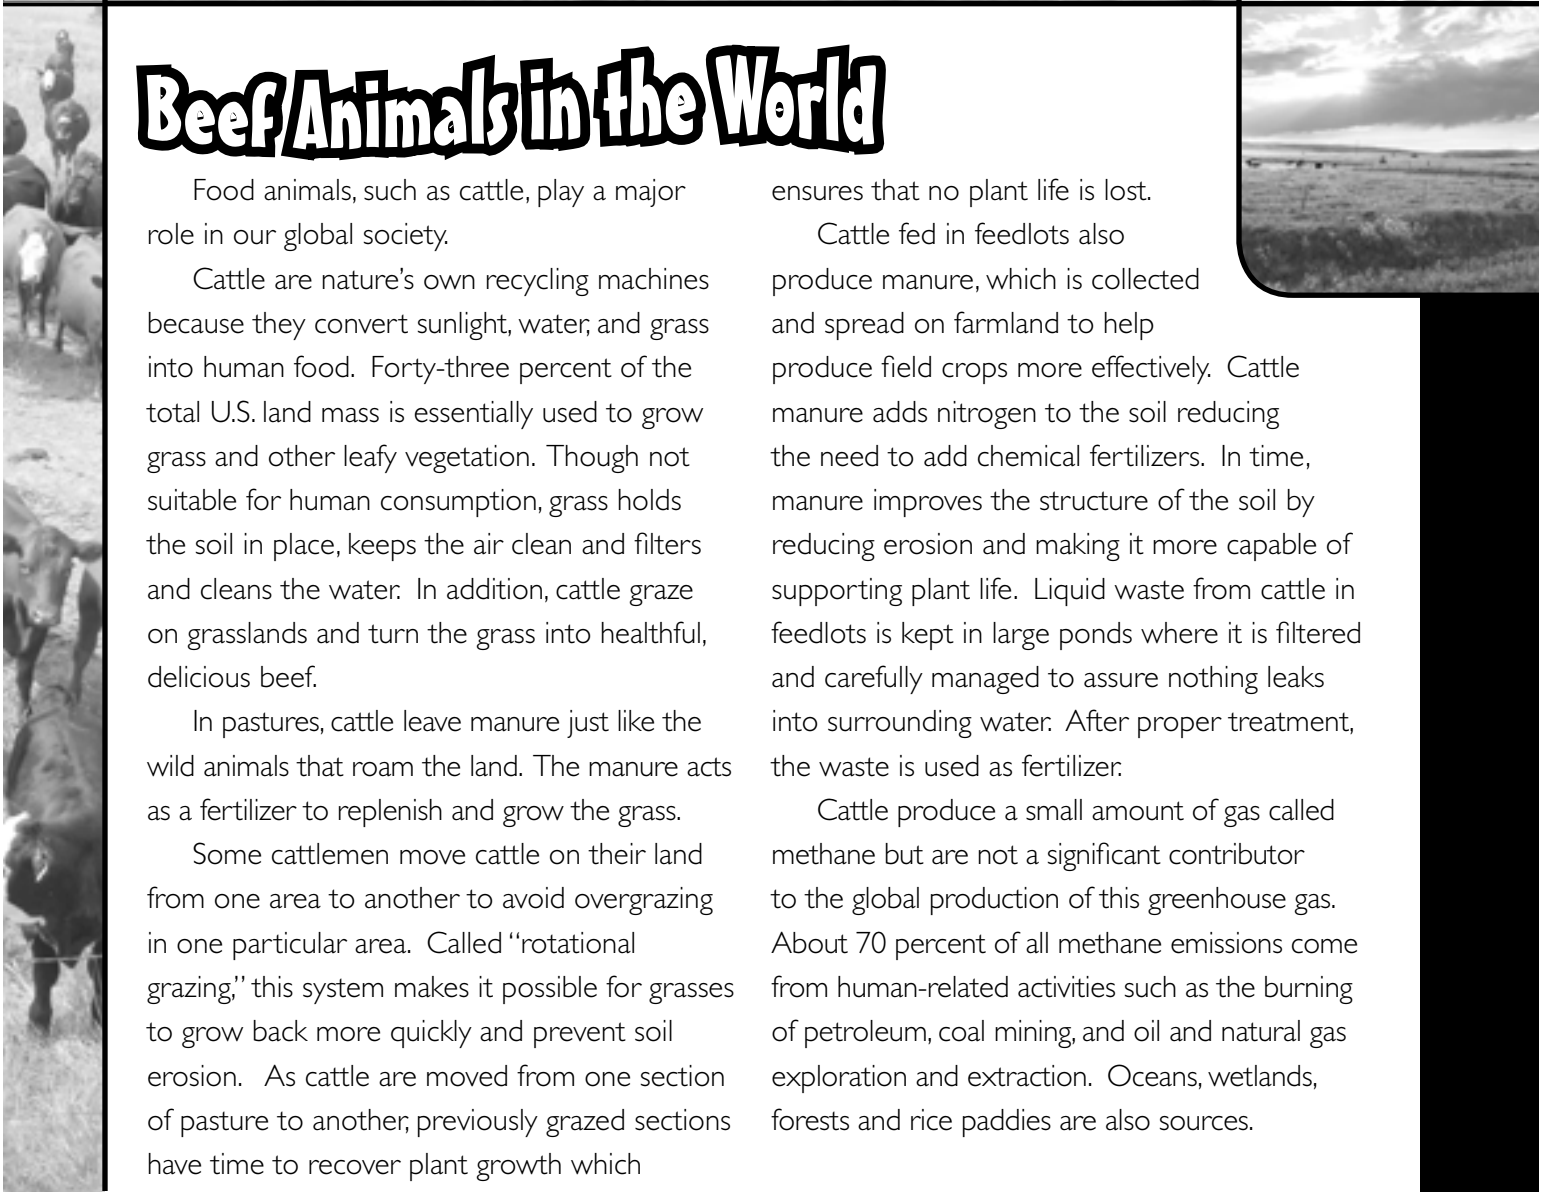 Beef Animals in the World
Food animals, such as cattle, play a major
role in our global society.
Cattle are nature’s own recycling machines
because they convert sunlight, water, and grass
into human food.  Forty-three percent of the
total U.S. land mass is essentially used to grow
grass and other leafy vegetation. Though not
suitable for human consumption, grass holds
the soil in place, keeps the air clean and filters
and cleans the water.  In addition, cattle graze
on grasslands and turn the grass into healthful,
delicious beef.
In pastures, cattle leave manure just like the
wild animals that roam the land. The manure acts
as a fertilizer to replenish and grow the grass.
Some cattlemen move cattle on their land
from one area to another to avoid overgrazing
in one particular area.  Called “rotational
grazing,” this system makes it possible for grasses
to grow back more quickly and prevent soil
erosion.   As cattle are moved from one section
of pasture to another, previously grazed sections
have time to recover plant growth which
ensures that no plant life is lost.
Cattle fed in feedlots also
produce manure, which is collected
and spread on farmland to help
produce field crops more effectively.  Cattle
manure adds nitrogen to the soil reducing
the need to add chemical fertilizers.  In time,
manure improves the structure of the soil by
reducing erosion and making it more capable of
supporting plant life.  Liquid waste from cattle in
feedlots is kept in large ponds where it is filtered
and carefully managed to assure nothing leaks
into surrounding water.  After proper treatment,
the waste is used as fertilizer.
Cattle produce a small amount of gas called
methane but are not a significant contributor
to the global production of this greenhouse gas.
About 70 percent of all methane emissions come
from human-related activities such as the burning
of petroleum, coal mining, and oil and natural gas
exploration and extraction.  Oceans, wetlands,
forests and rice paddies are also sources.